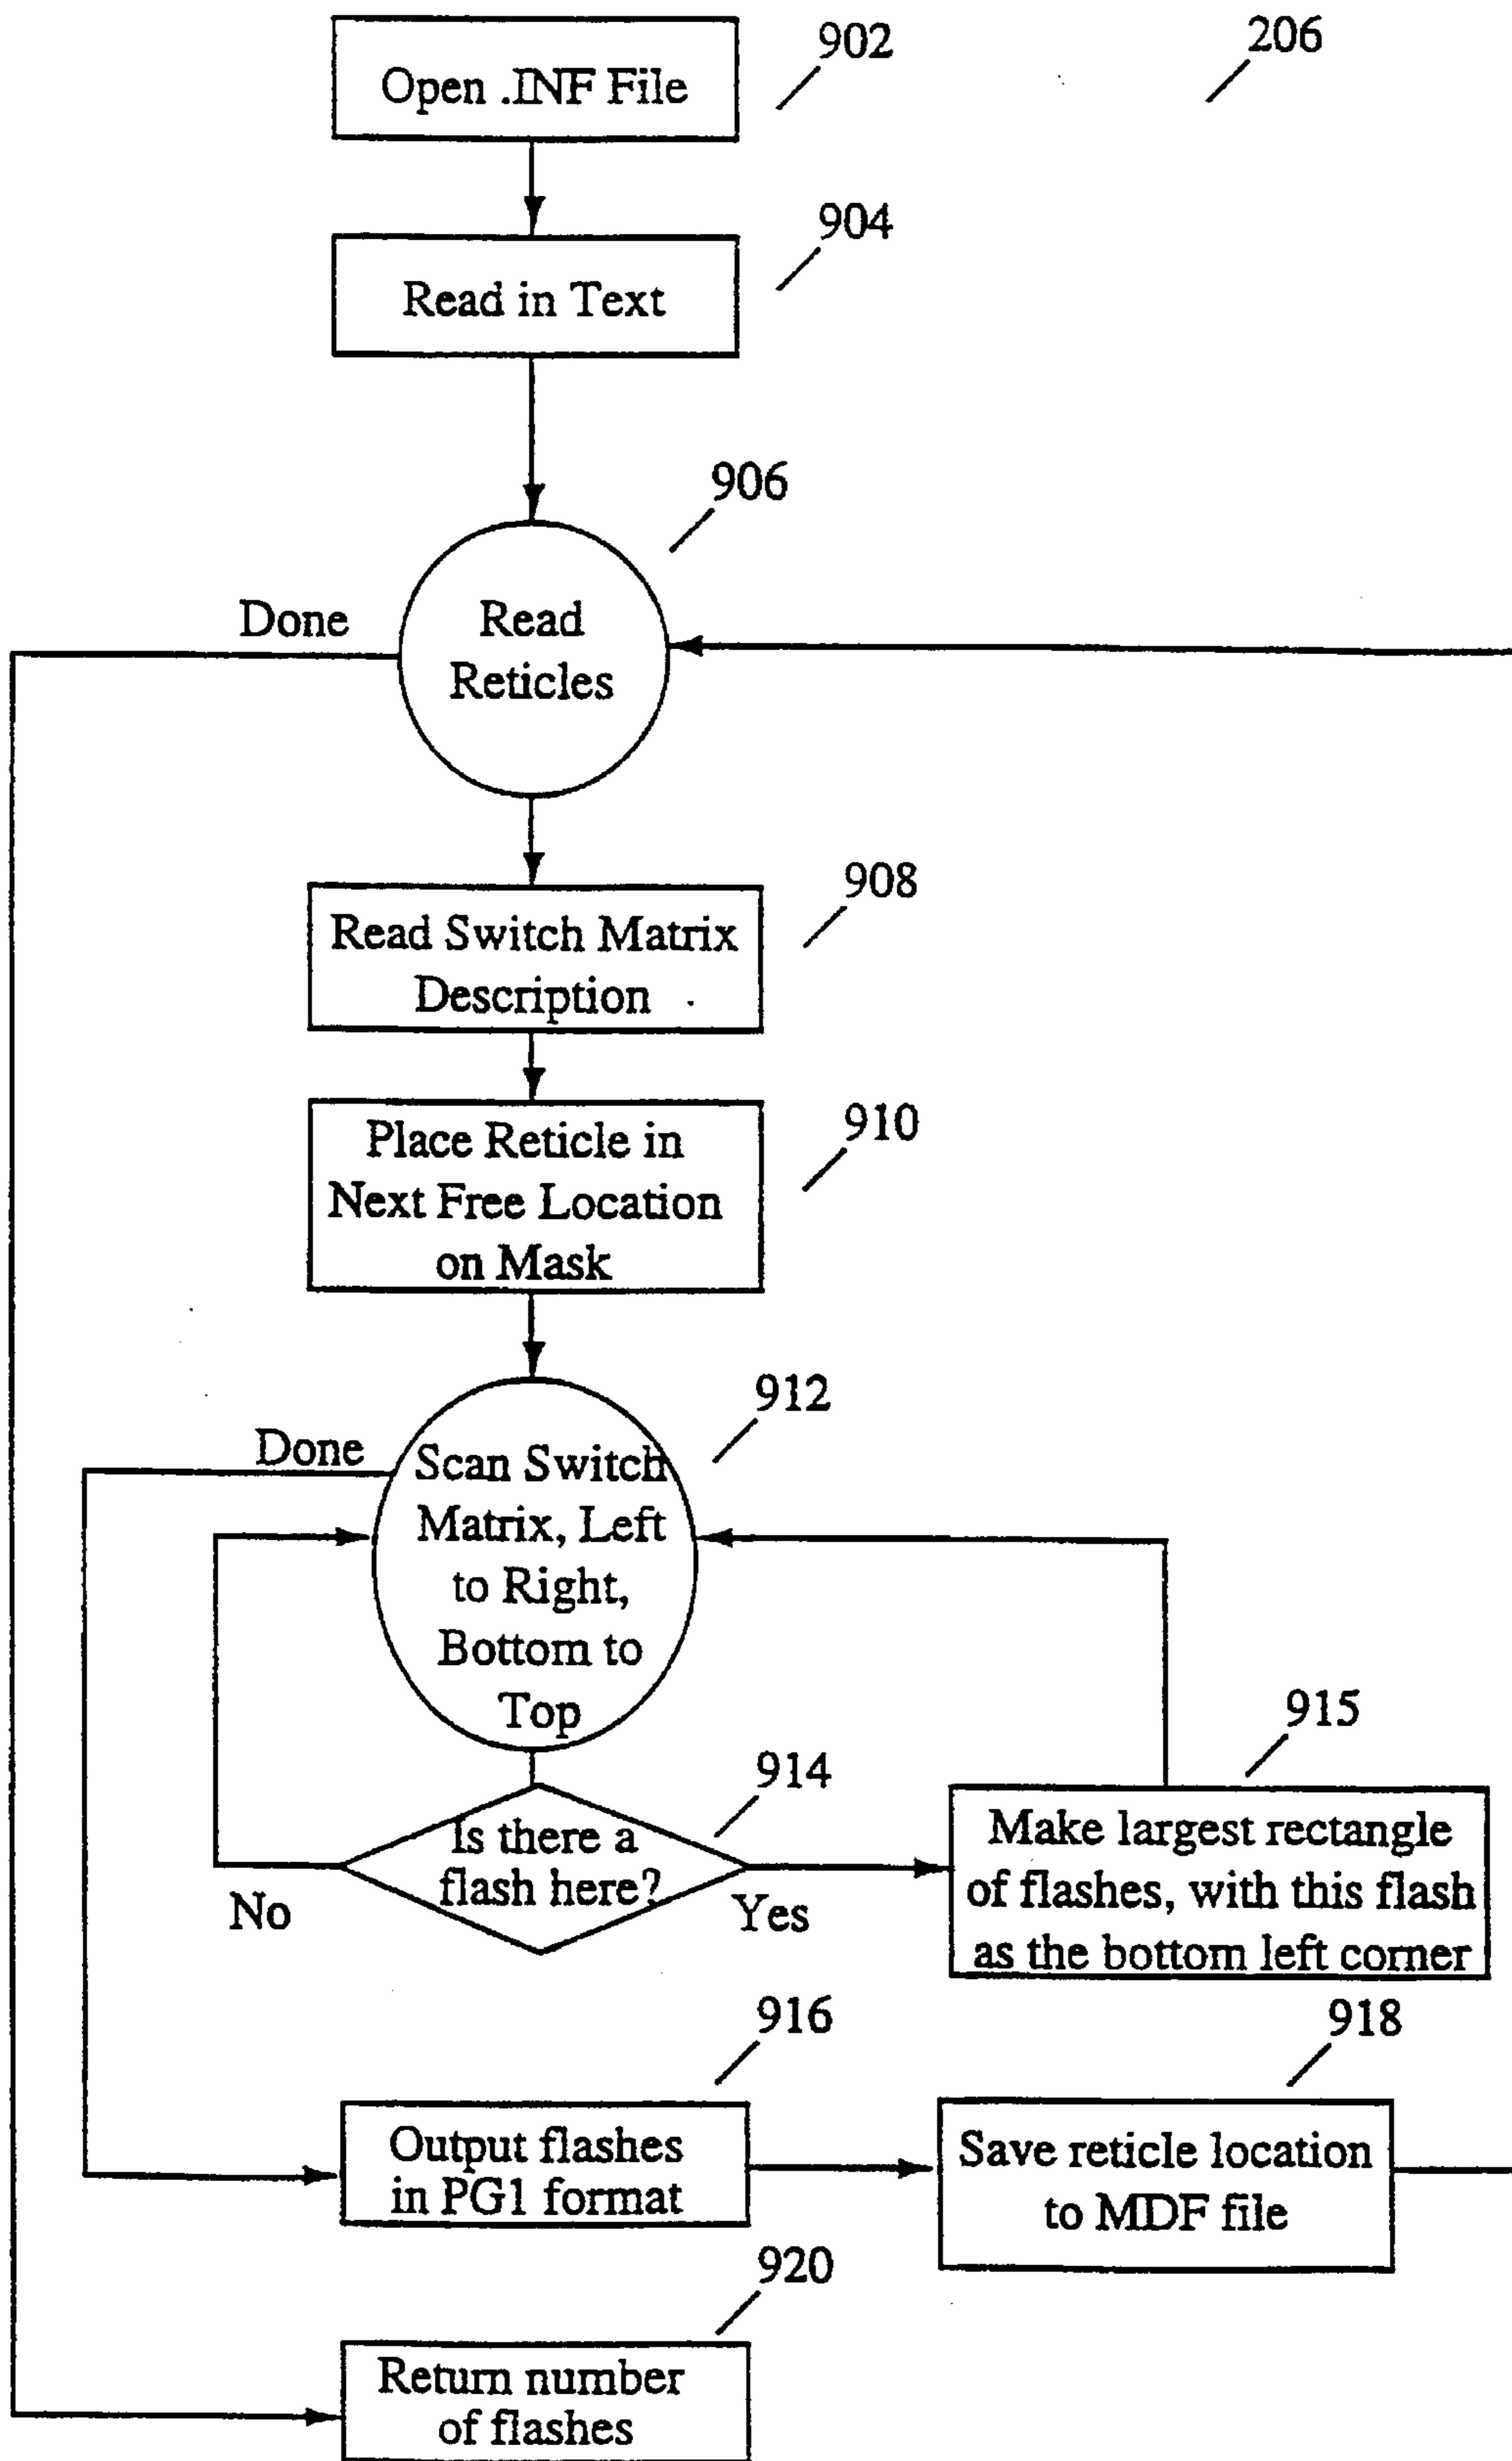 902
206
Open .INF File
904
Read in Text
906
Done
Read
Reticles
908
Read Switch Matrix
Description
910
Place Reticle in
Next Free Location
on Mask
912
Done
Scan Switch
Matrix, Left
to Right,
Bottom to
Top
915
914
Is there a
flash here?
No
Yes
Make largest rectangle
of flashes, with this flash
as the bottom left corner
916
918
Output flashes
in PG1 format
Save reticle location
to MDF file
920
Return number
of flashes